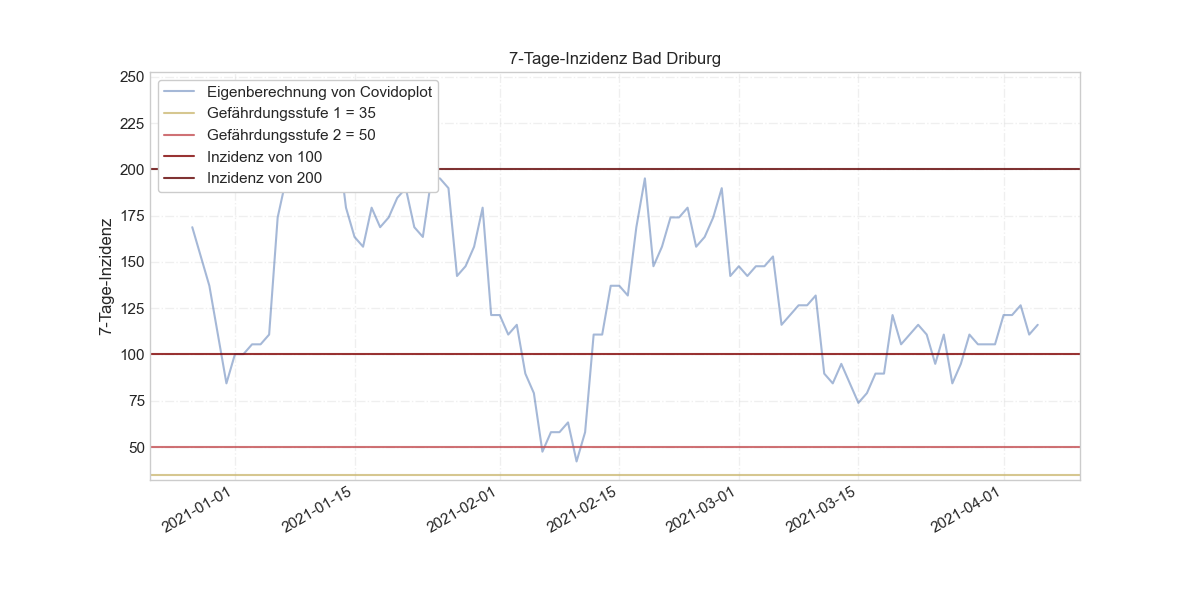 7-Tage-Inzidenz Bad Driburg
250
225
200
175
150
125
100
75
50
7-Tage-Inzidenz
Eigenberechnung von Covidoplot
Gefährdungsstufe 1 = 35
Gefährdungsstufe 2 = 50
Inzidenz von 100
Inzidenz von 200
2021-01-01
2021-01-15
2021-02-01
2021-02-15
2021-03-01
2021-03-15
2021-04-01